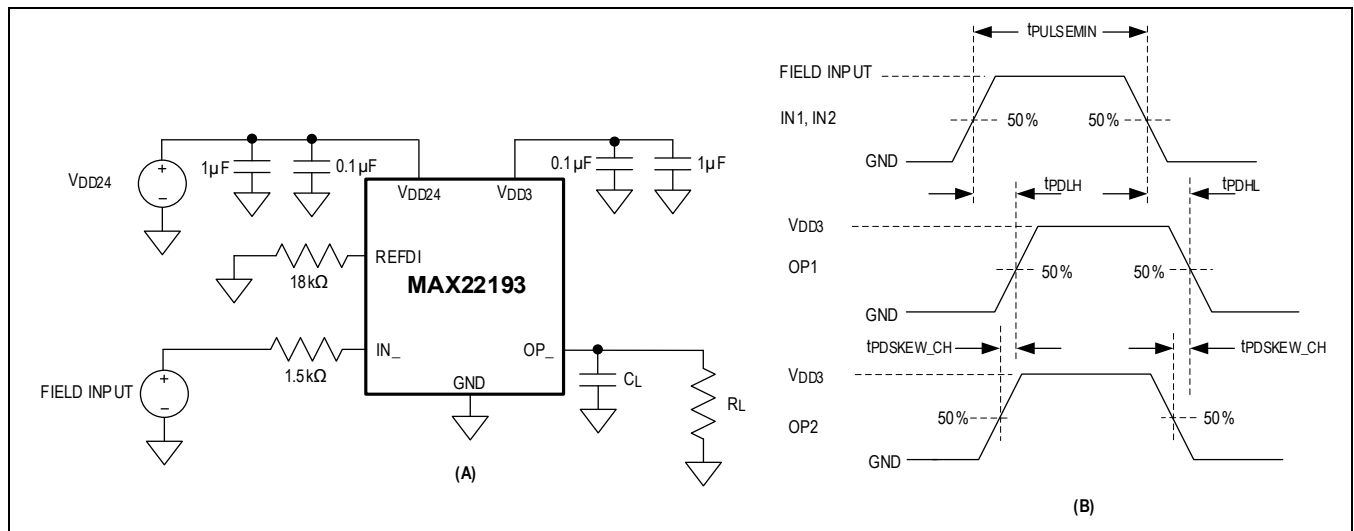 VDD24
1µF
0.1µF
0.1µF
1µF
VDD24
VDD3
REFDI
18kΩ
MAX22193
1.5kΩ
IN_
OP_
GND
CL
RL
FIELD INPUT
(A)
tPULSEMIN
FIELD INPUT
IN1, IN2
50%
50%
GND
tPDLH
tPDHL
VDD3
OP1
50%
50%
GND
tPDSKEW_CH
tPDSKEW_CH
VDD3
50%
50%
OP2
GND
(B)